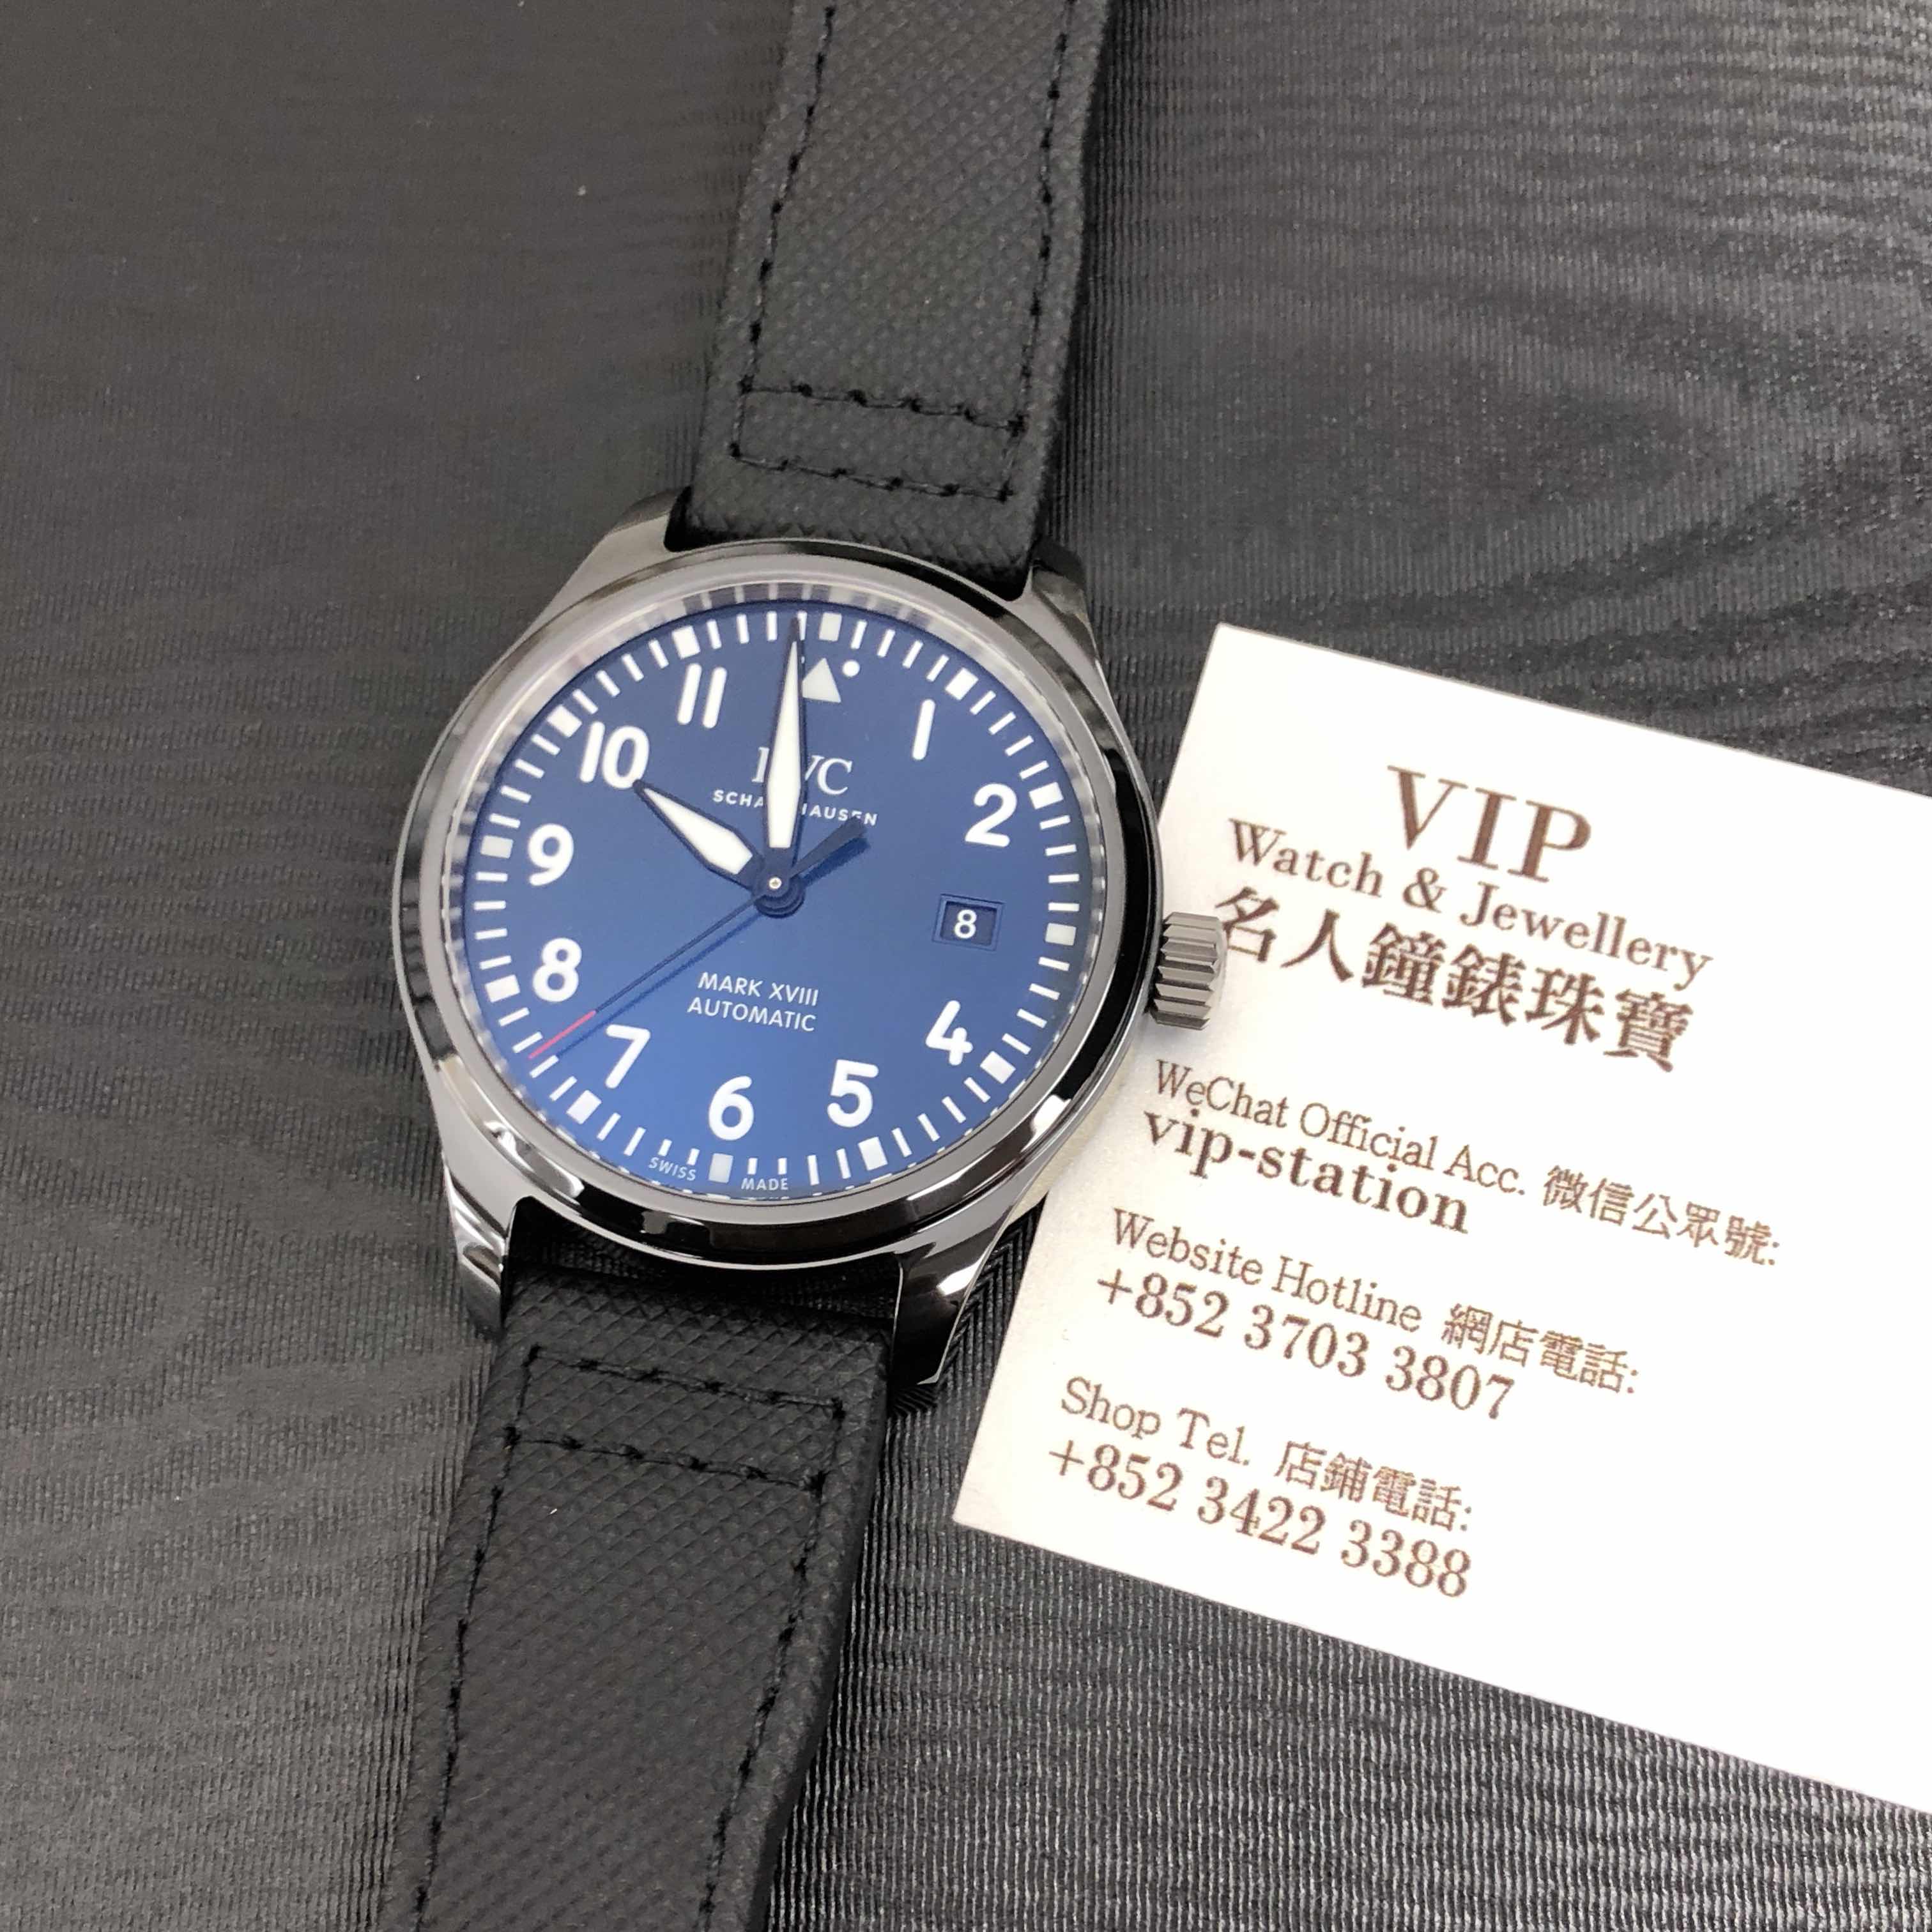 11
1
10
2
IWC
SCHAFFHAUSEN
9
8
8
MARK XVIII
AUTOMATIC
4
7
5
6
SWISS MADE
VIP
Watch & Jewellery
名人鐘錶珠寶
WeChat Official Acc. 微信公眾號:
vip-station
Website Hotline 網店電話:
+852 3703 3807
Shop Tel. 店鋪電話:
+852 3422 3388